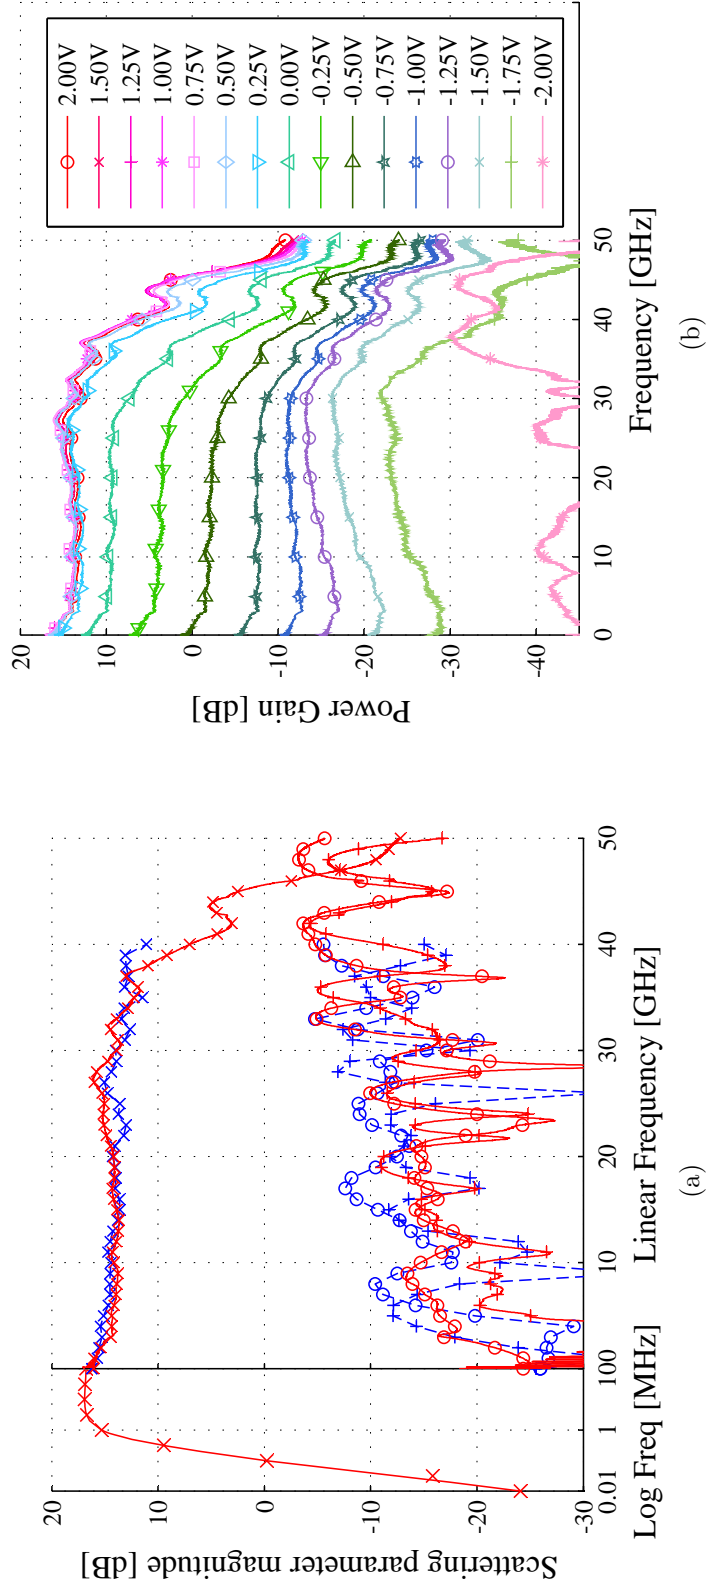 20
10
0
-10
-20
-30
Scattering parameter magnitude [dB]
0.01
1
100
10
20
30
40
50
Log Freq [MHz]
Linear Frequency [GHz]
(a)
20
10
0
-10
-20
-30
-40
Power Gain [dB]
0
10
20
30
40
50
Frequency [GHz]
2.00V
1.50V
1.25V
1.00V
0.75V
0.50V
0.25V
0.00V
-0.25V
-0.50V
-0.75V
-1.00V
-1.25V
-1.50V
-1.75V
-2.00V
(b)